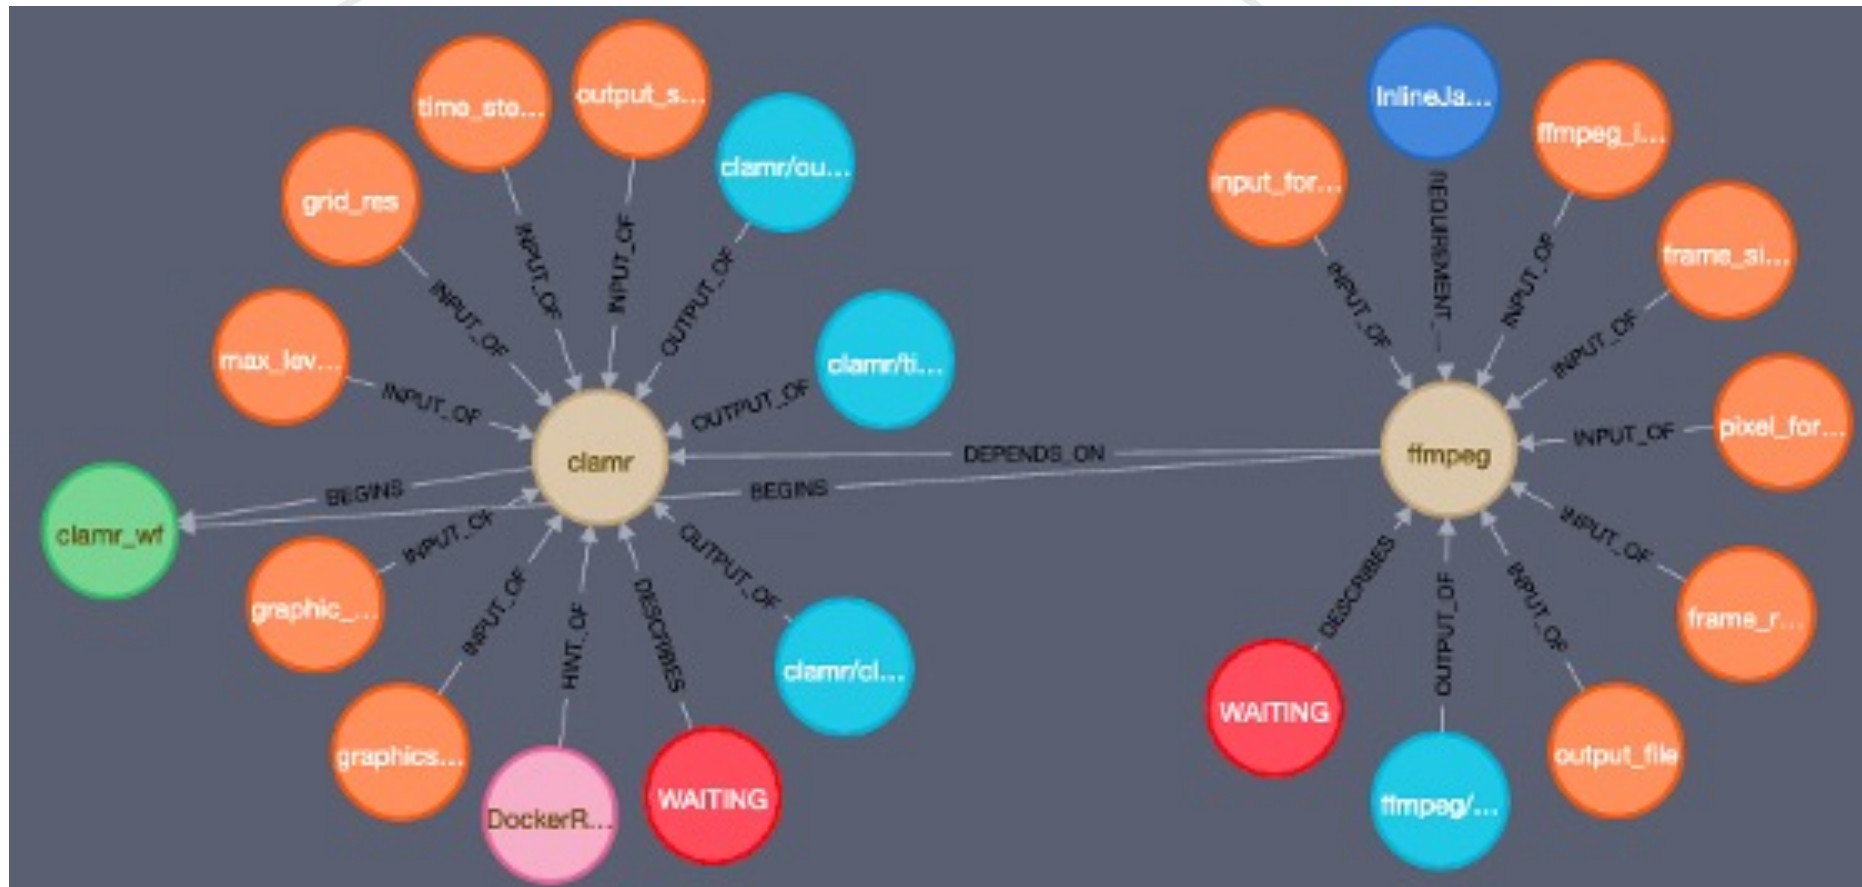 output_s...
time_ste...
clamr/ou...
grid_res
INPUT_OF
INPUT_OF
OUTPUT_OF
INPUT_OF
max_lev...
INPUT_OF
clamr/ti...
OUTPUT_OF
clamr
BEGINS
clamr_wf
INPUT_OF
graphic_...
INPUT_OF
graphics...
HINT_OF
DockerR...
DESCRIBES
WAITING
OUTPUT_OF
clamr/cl...
DEPENDS_ON
BEGINS
InlineJa...
ffmpeg_i...
input_for...
REQUIREMENT_...
INPUT_OF
INPUT_OF
frame_si...
INPUT_OF
pixel_for...
INPUT_OF
ffmpeg
INPUT_OF
frame_r...
DESCRIBES
WAITING
OUTPUT_OF
ffmpeg/...
INPUT_OF
output_file